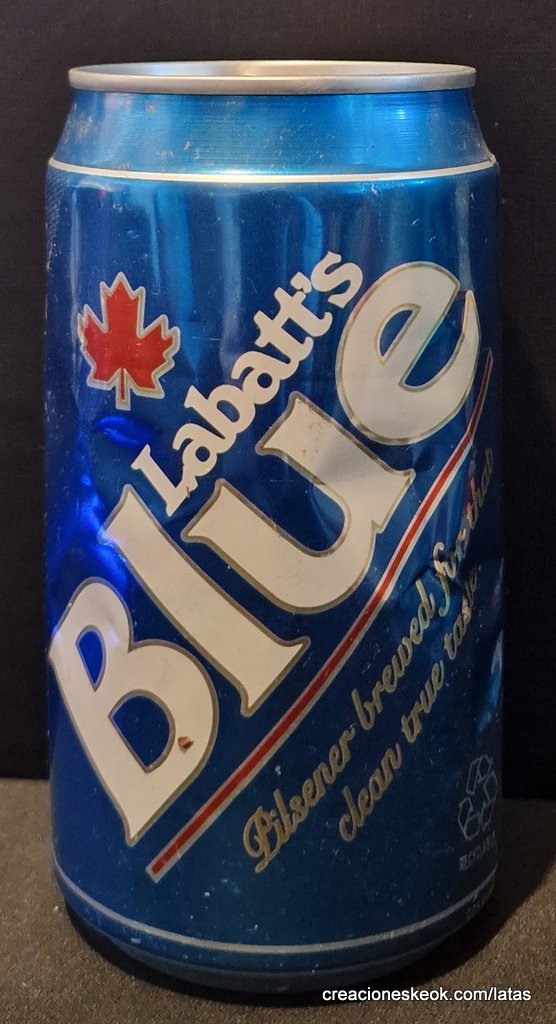 Labatt's
Blue
Pilsener brewed for that
clean true taste
creacioneskeok.com/latas